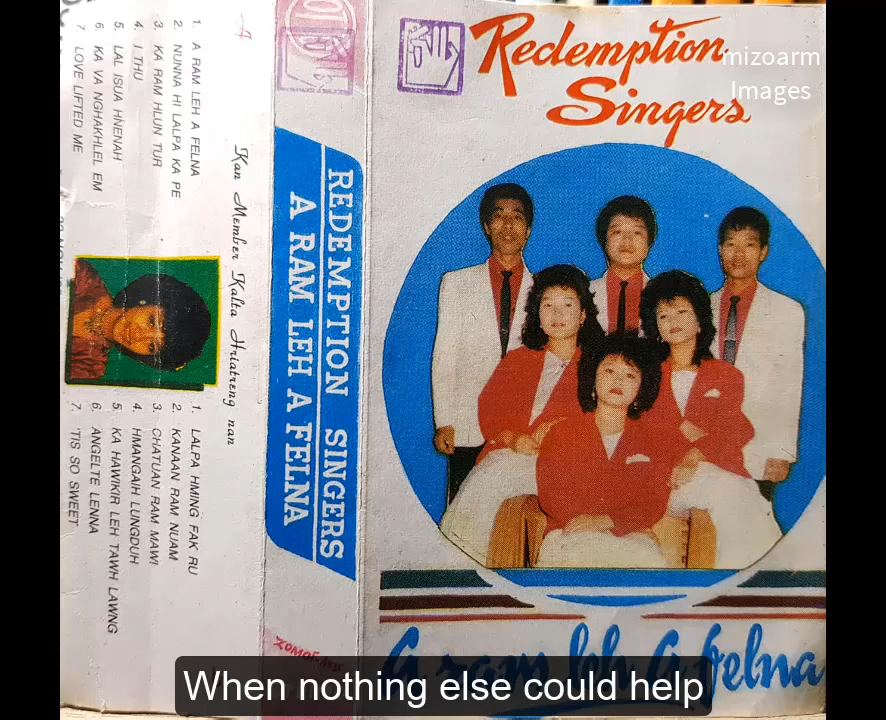 A
1. A RAM LEH A FELNA
2. NUNNA HI LALPA KA PE
3. KA RAM HLUN TUR
4. I THU
5. LAL ISUA HNENAH
6. KA VA NGHAKHLEL EM
7 LOVE LIFTED ME
Kan Member Kalta Hriatreng nan
1. LALPA HMING FAK RU
2. KANAAN RAM NUAM
3. CHATUAN RAM MAWI
4. HMANGAIH LUNGDUH
5. KA HAWIKIR LEH TAWH LAWNG
6. ANGELTE LENNA
7. 'TIS SO SWEET
REDEMPTION SINGERS
A RAM LEH A FELNA
Redemption
Singers
mizoarm
Images
A ram leh A felna
When nothing else could help